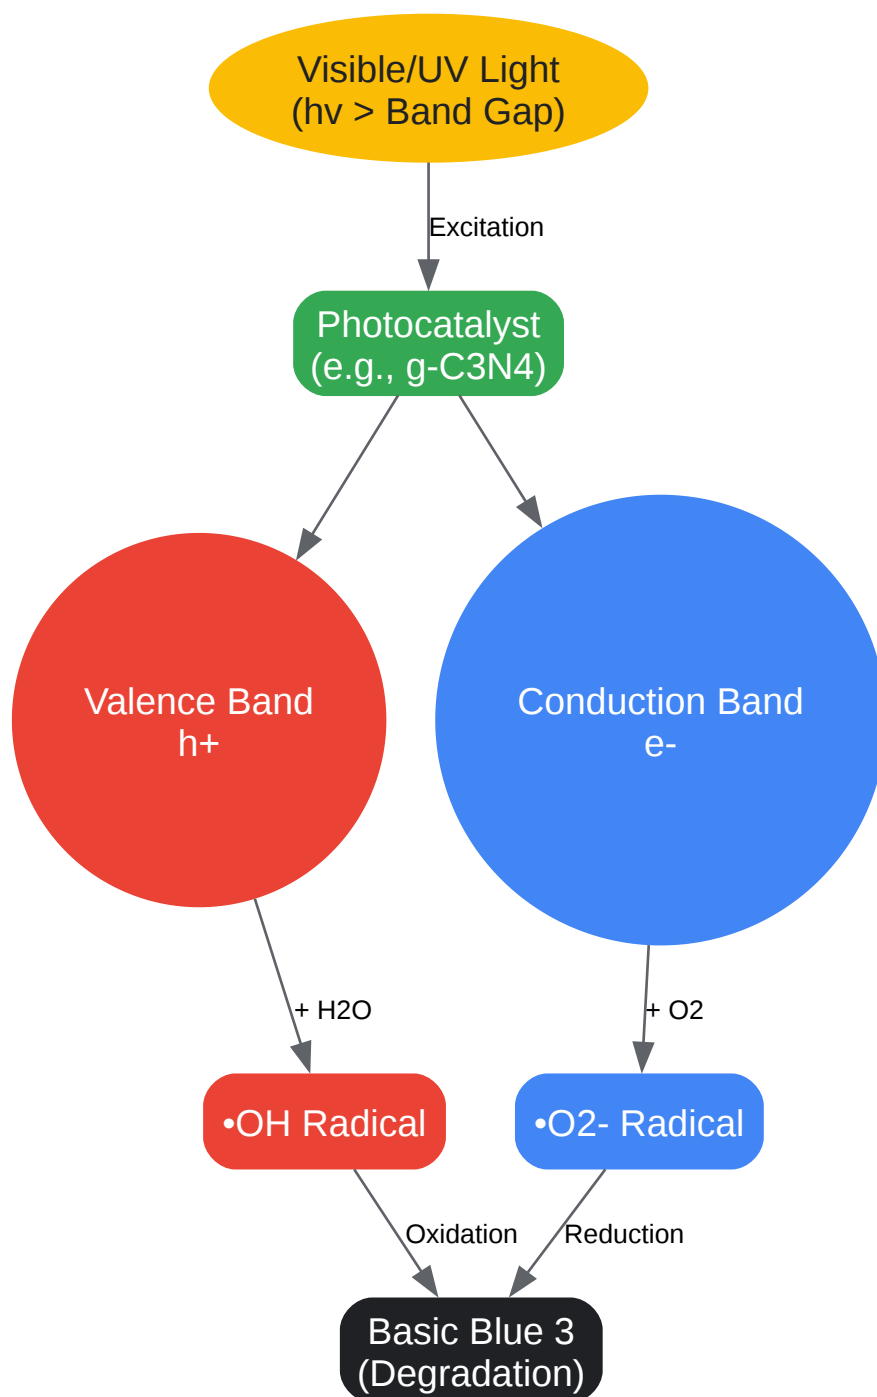 Visible/UV Light
(hv > Band Gap)
Excitation
Photocatalyst
(e.g., g-C3N4)
Valence Band
h+
Conduction Band
e-
+ H2O
+ O2
•OH Radical
•O2- Radical
Oxidation
Reduction
Basic Blue 3
(Degradation)